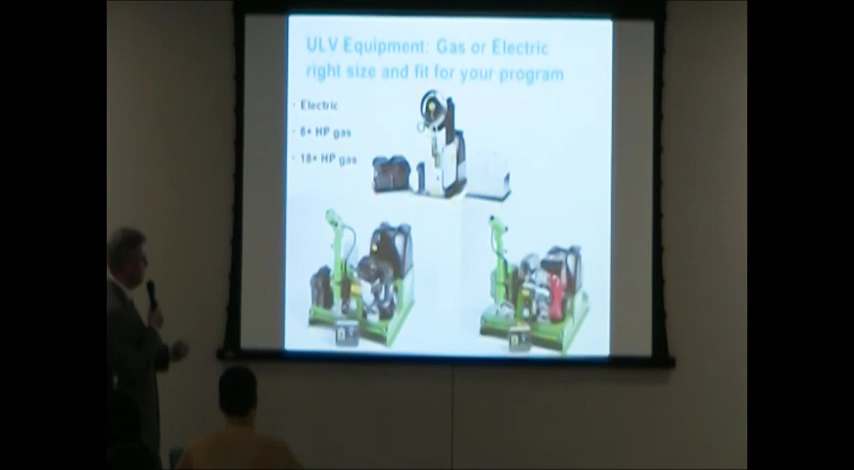 ULV Equipment: Gas or Electric
right size and fit for your program
· Electric
· 8+ HP gas
· 18+ HP gas